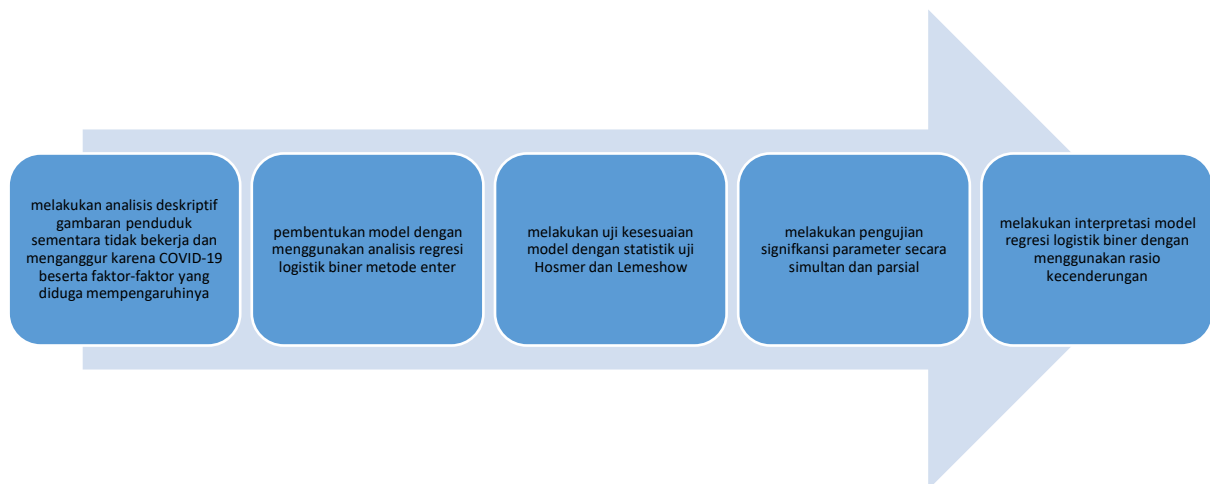 melakukan analisis deskriptif
gambaran penduduk
sementara tidak bekerja dan
menganggur karena COVID-19
beserta faktor-faktor yang
diduga mempengaruhinya
pembentukan model dengan
menggunakan analisis regresi
logistik biner metode enter
melakukan uji kesesuaian
model dengan statistik uji
Hosmer dan Lemeshow
melakukan pengujian
signifkansi parameter secara
simultan dan parsial
melakukan interpretasi model
regresi logistik biner dengan
menggunakan rasio
kecenderungan